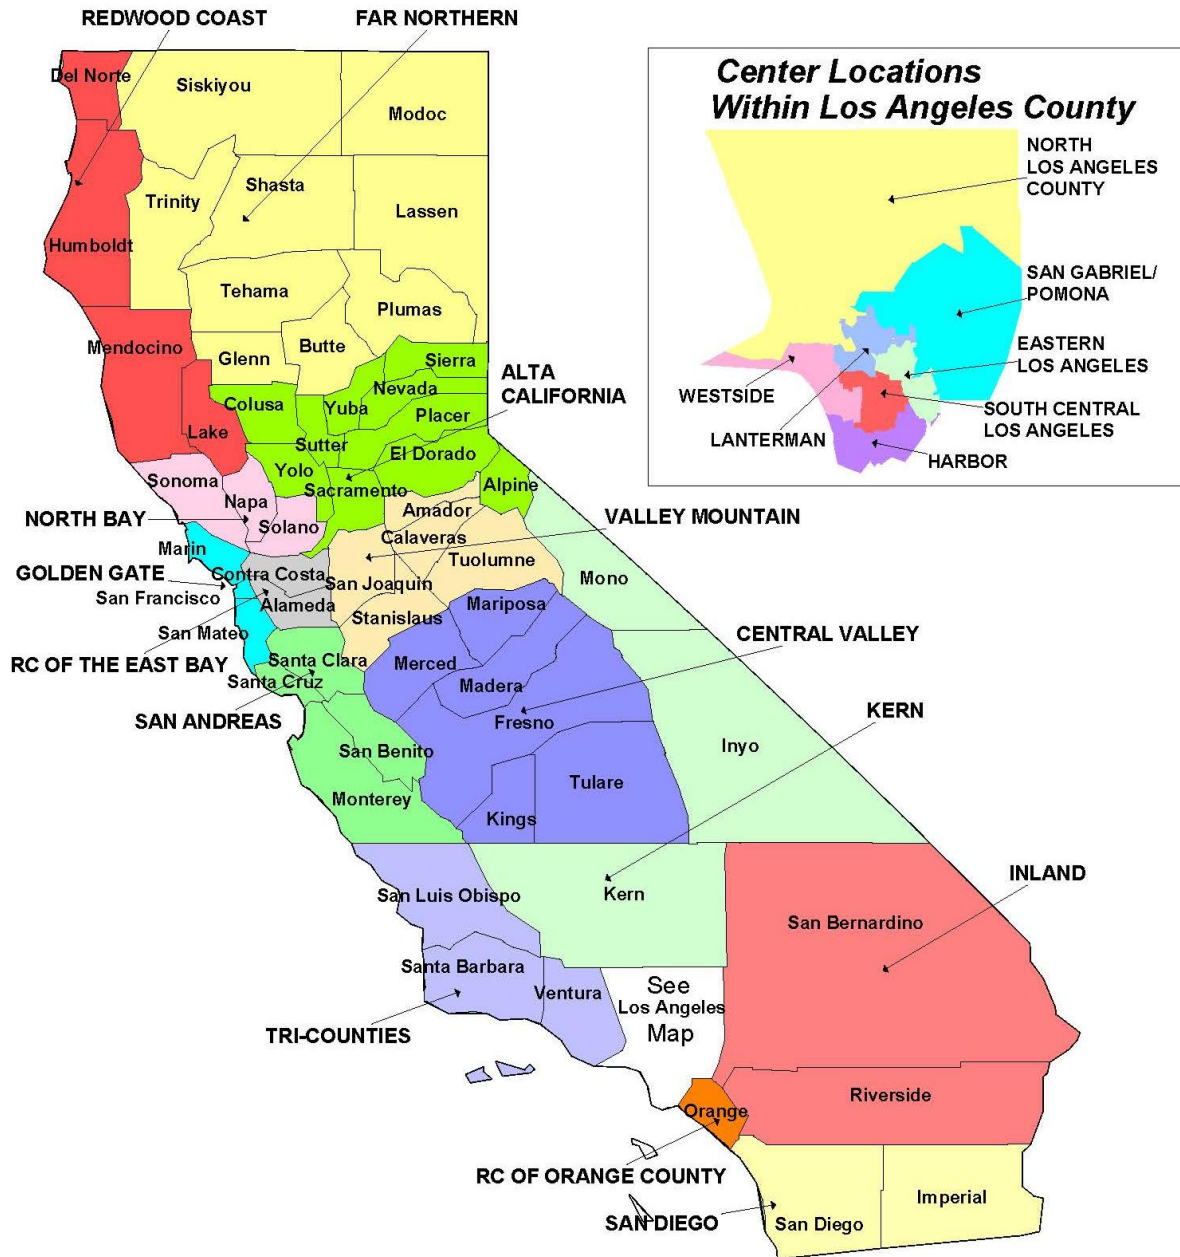 REDWOOD COAST
FAR NORTHERN
Del Norte
Siskiyou
Modoc
Trinity
Shasta
Lassen
Humboldt
Tehama
Plumas
Mendocino
Glenn
Butte
Sierra
Colusa
Yuba
Nevada
Placer
ALTA
CALIFORNIA
Lake
Sutter
Yolo
El Dorado
Sonoma
Sacramento
Alpine
Napa
Amador
NORTH BAY
Solano
Calaveras
VALLEY MOUNTAIN
Marin
Tuolumne
GOLDEN GATE
Contra Costa
San Joaquin
Mono
San Francisco
Alameda
Mariposa
San Mateo
Stanislaus
CENTRAL VALLEY
RC OF THE EAST BAY
Santa Clara
Merced
Santa Cruz
Madera
SAN ANDREAS
Fresno
KERN
San Benito
Inyo
Monterey
Tulare
Kings
San Luis Obispo
Kern
INLAND
San Bernardino
Santa Barbara
Ventura
See
Los Angeles
Map
TRI-COUNTIES
Orange
Riverside
RC OF ORANGE COUNTY
SAN DIEGO
San Diego
Imperial
Center Locations
Within Los Angeles County
NORTH
LOS ANGELES
COUNTY
SAN GABRIEL/
POMONA
EASTERN
LOS ANGELES
WESTSIDE
SOUTH CENTRAL
LOS ANGELES
LANTERMAN
HARBOR